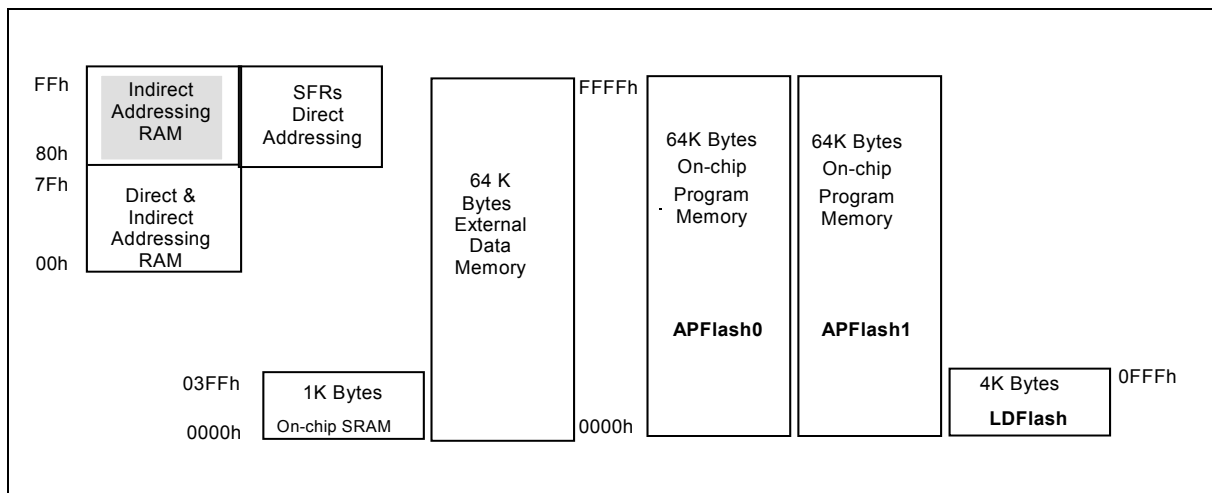 FFh
Indirect
Addressing
RAM
80h
SFRs
Direct
Addressing
7Fh
Direct &
Indirect
Addressing
RAM
00h
03FFh
1K Bytes
On-chip SRAM
0000h
64 K
Bytes
External
Data
Memory
FFFFh
0000h
64K Bytes
On-chip
Program
Memory
APFlash0
64K Bytes
On-chip
Program
Memory
APFlash1
4K Bytes
LDFlash
0FFFh